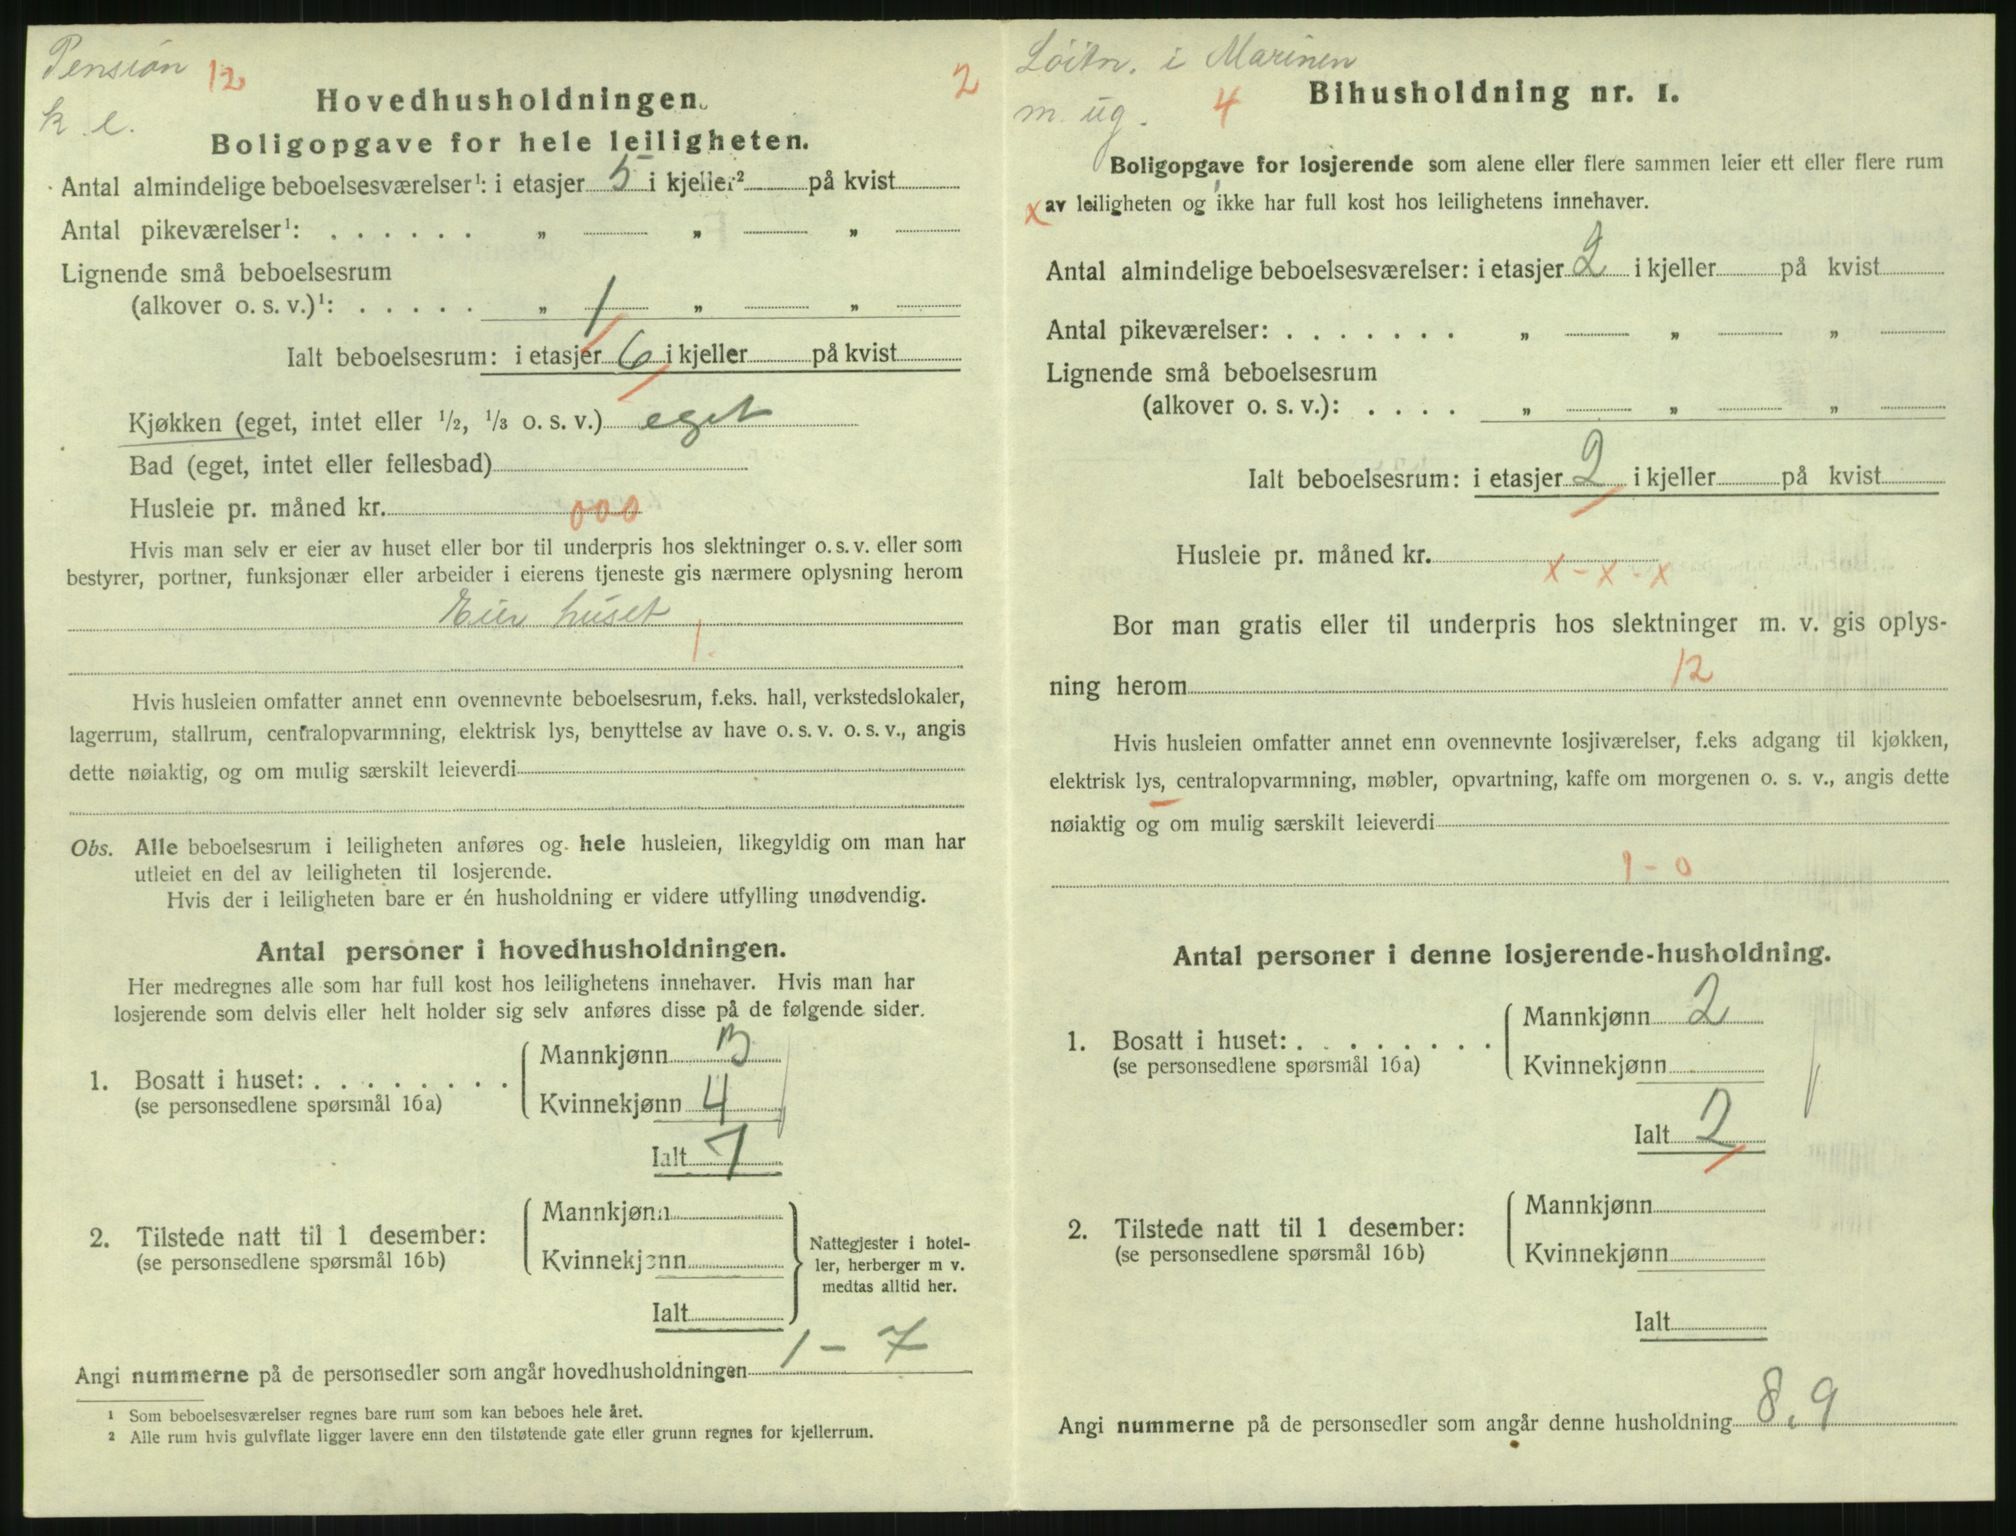 Pension 12
k. e.
2
Hovedhusholdningen.
Boligopgave for hele leiligheten.
Antal almindelige beboelsesværelser¹: i etasjer 5 i kjeller² på kvist
Antal pikeværelser¹: . . . . . . „ „ „
Lignende små beboelsesrum
(alkover o. s. v.)¹: . . . . . „ 1 „ „
Ialt beboelsesrum: i etasjer 6 i kjeller på kvist
Kjøkken (eget, intet eller ½, ⅓ o. s. v.) eget
Bad (eget, intet eller fellesbad)
Husleie pr. måned kr. 000
Hvis man selv er eier av huset eller bor til underpris hos slektninger o. s. v. eller som
bestyrer, portner, funksjonær eller arbeider i eierens tjeneste gis nærmere oplysning herom
Eier huset
1.
Hvis husleien omfatter annet enn ovennevnte beboelsesrum, f.eks. hall, verkstedslokaler,
lagerrum, stallrum, centralopvarmning, elektrisk lys, benyttelse av have o. s. v. o. s. v., angis
dette nøiaktig, og om mulig særskilt leieverdi
Obs. Alle beboelsesrum i leiligheten anføres og hele husleien, likegyldig om man har
utleiet en del av leiligheten til losjerende.
Hvis der i leiligheten bare er én husholdning er videre utfylling unødvendig.
Antal personer i hovedhusholdningen.
Her medregnes alle som har full kost hos leilighetens innehaver. Hvis man har
losjerende som delvis eller helt holder sig selv anføres disse på de følgende sider.
1. Bosatt i huset: . . . . . . . .
(se personsedlene spørsmål 16a)
Mannkjønn 3
Kvinnekjønn 4
Ialt 7
2. Tilstede natt til 1 desember:
(se personsedlene spørsmål 16b)
Mannkjønn
Kvinnekjønn
Ialt
Nattegjester i hotel-
ler, herberger m v.
medtas alltid her.
Angi nummerne på de personsedler som angår hovedhusholdningen 1 - 7
¹ Som beboelsesværelser regnes bare rum som kan beboes hele året.
² Alle rum hvis gulvflate ligger lavere enn den tilstøtende gate eller grunn regnes for kjellerrum.
Löitn. i Marinen
m. ug. 4
Bihusholdning nr. 1.
Boligopgave for losjerende som alene eller flere sammen leier ett eller flere rum
x av leiligheten og ikke har full kost hos leilighetens innehaver.
Antal almindelige beboelsesværelser: i etasjer 2 i kjeller på kvist
Antal pikeværelser: . . . . . . . „ „ „
Lignende små beboelsesrum
(alkover o. s. v.): . . . . „ „ „
Ialt beboelsesrum: i etasjer 2 i kjeller på kvist
Husleie pr. måned kr. x - x - x
Bor man gratis eller til underpris hos slektninger m. v. gis oplys-
ning herom 12
Hvis husleien omfatter annet enn ovennevnte losjiværelser, f.eks adgang til kjøkken,
elektrisk lys, centralopvarmning, møbler, opvartning, kaffe om morgenen o. s. v., angis dette
nøiaktig og om mulig særskilt leieverdi
1 - 0
Antal personer i denne losjerende-husholdning.
1. Bosatt i huset: . . . . . . . .
(se personsedlene spørsmål 16a)
Mannkjønn 2
Kvinnekjønn
Ialt 2
2. Tilstede natt til 1 desember:
(se personsedlene spørsmål 16b)
Mannkjønn
Kvinnekjønn
Ialt
Angi nummerne på de personsedler som angår denne husholdning 8, 9